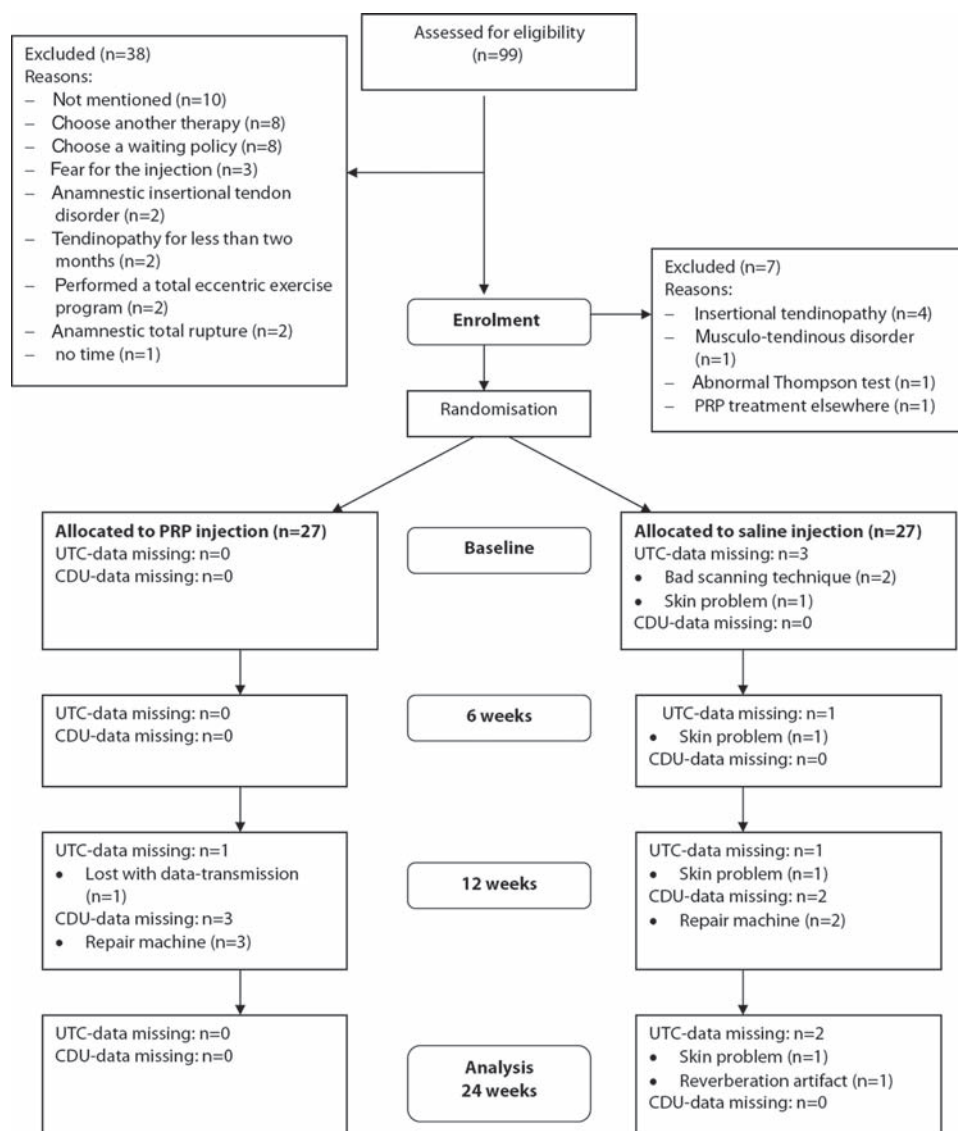 Assessed for eligibility
(n=99)
Excluded (n=38)
Reasons:
– Not mentioned (n=10)
– Choose another therapy (n=8)
– Choose a waiting policy (n=8)
– Fear for the injection (n=3)
– Anamnestic insertional tendon
disorder (n=2)
– Tendinopathy for less than two
months (n=2)
– Performed a total eccentric exercise
program (n=2)
– Anamnestic total rupture (n=2)
– no time (n=1)
Excluded (n=7)
Reasons:
– Insertional tendinopathy (n=4)
– Musculo-tendinous disorder
(n=1)
– Abnormal Thompson test (n=1)
– PRP treatment elsewhere (n=1)
Enrolment
Randomisation
Allocated to PRP injection (n=27)
UTC-data missing: n=0
CDU-data missing: n=0
Baseline
Allocated to saline injection (n=27)
UTC-data missing: n=3
• Bad scanning technique (n=2)
• Skin problem (n=1)
CDU-data missing: n=0
UTC-data missing: n=0
CDU-data missing: n=0
6 weeks
UTC-data missing: n=1
• Skin problem (n=1)
CDU-data missing: n=0
UTC-data missing: n=1
• Lost with data-transmission
(n=1)
CDU-data missing: n=3
• Repair machine (n=3)
12 weeks
UTC-data missing: n=1
• Skin problem (n=1)
CDU-data missing: n=2
• Repair machine (n=2)
UTC-data missing: n=0
CDU-data missing: n=0
Analysis
24 weeks
UTC-data missing: n=2
• Skin problem (n=1)
• Reverberation artifact (n=1)
CDU-data missing: n=0